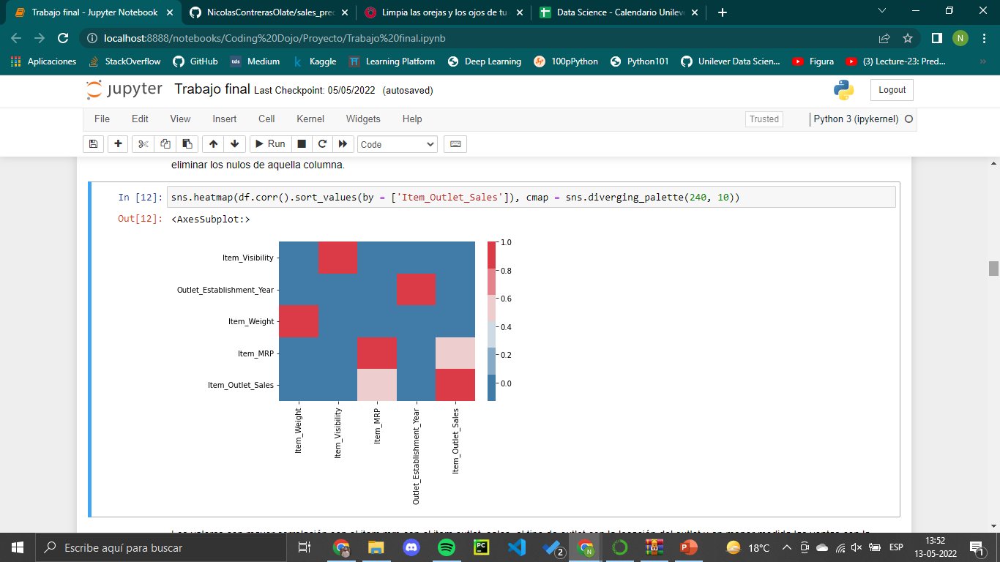 Trabajo final - Jupyter Notebook
NicolasContrerasOlate/sales_pred
Limpia las orejas y los ojos de tu
Data Science - Calendario Unileve
localhost:8888/notebooks/Coding%20Dojo/Proyecto/Trabajo%20final.ipynb
N
Aplicaciones
StackOverflow
GitHub
tds
Medium
k
Kaggle
Learning Platform
Deep Learning
100pPython
Python101
Unilever Data Scien...
Figura
(3) Lecture-23: Pred...
»
jupyter
Trabajo final Last Checkpoint: 05/05/2022 (autosaved)
Logout
File Edit View Insert Cell Kernel Widgets Help
Trusted
Python 3 (ipykernel)
Run
Code
eliminar los nulos de aquella columna.
In [12]: sns.heatmap(df.corr().sort_values(by = ['Item_Outlet_Sales']), cmap = sns.diverging_palette(240, 10))
Out[12]: <AxesSubplot:>
Item_Visibility
Outlet_Establishment_Year
Item_Weight
Item_MRP
Item_Outlet_Sales
Item_Weight
Item_Visibility
Item_MRP
Outlet_Establishment_Year
Item_Outlet_Sales
1.0
0.8
0.6
0.4
0.2
0.0
Escribe aquí para buscar
PC
2
N
P
18°C
ESP
13:52
13-05-2022
1